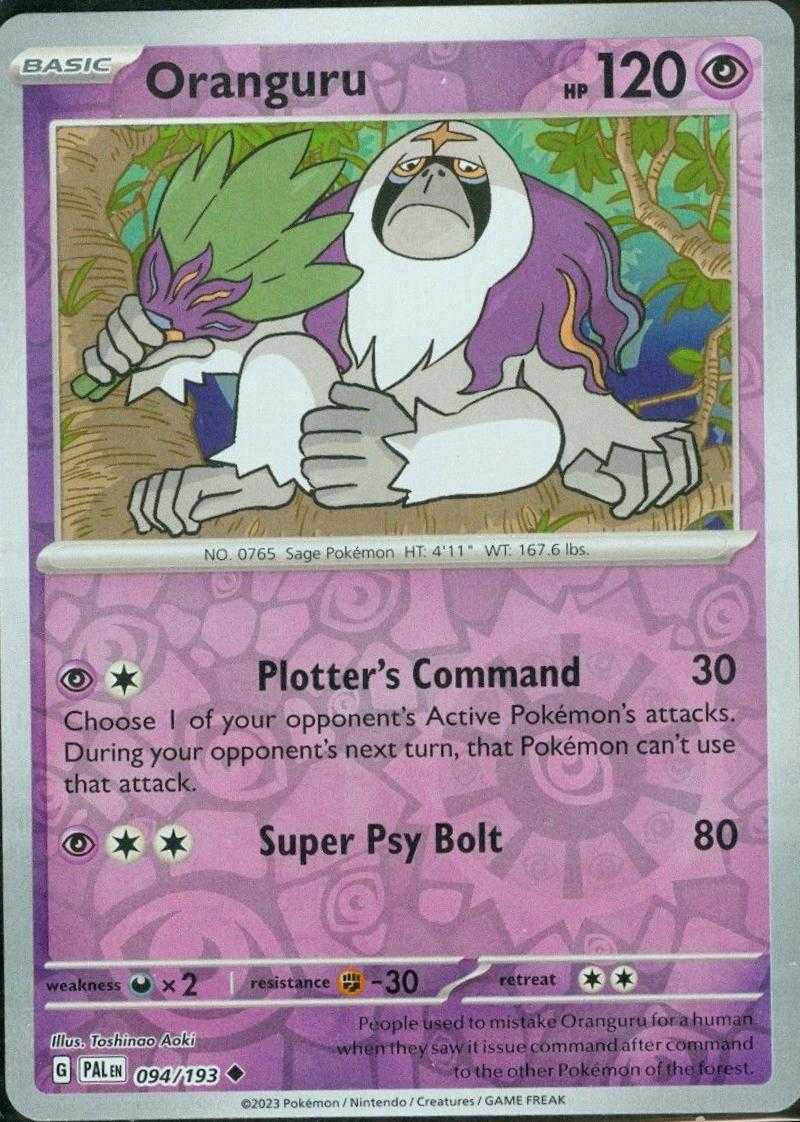 BASIC Oranguru HP 120
NO. 0765 Sage Pokémon HT: 4'11" WT: 167.6 lbs.
Plotter's Command 30
Choose 1 of your opponent's Active Pokémon's attacks.
During your opponent's next turn, that Pokémon can't use
that attack.
Super Psy Bolt 80
weakness ×2 resistance -30 retreat
Illus. Toshinao Aoki
People used to mistake Oranguru for a human
when they saw it issue command after command
to the other Pokémon of the forest.
G PAL EN 094/193
©2023 Pokémon / Nintendo / Creatures / GAME FREAK